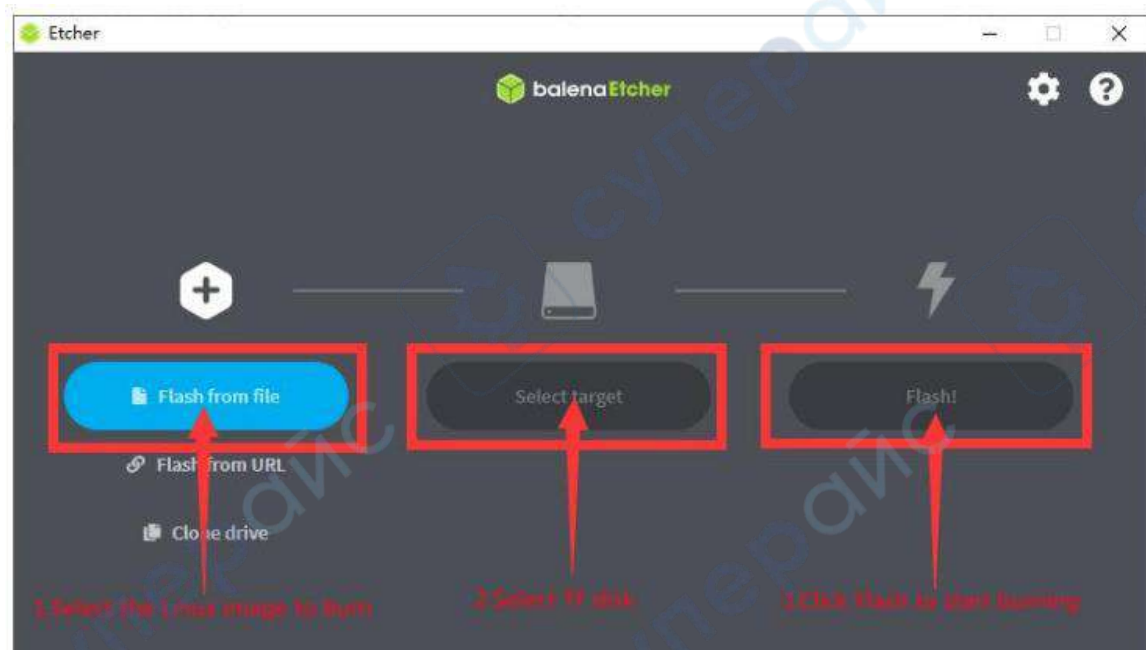 Etcher
balenaEtcher
Flash from file
Select target
Flash!
Flash from URL
Clone drive
1.Select the Linux image to Burn
2.Select TF disk
3.Click Flash to start burning
суперайс